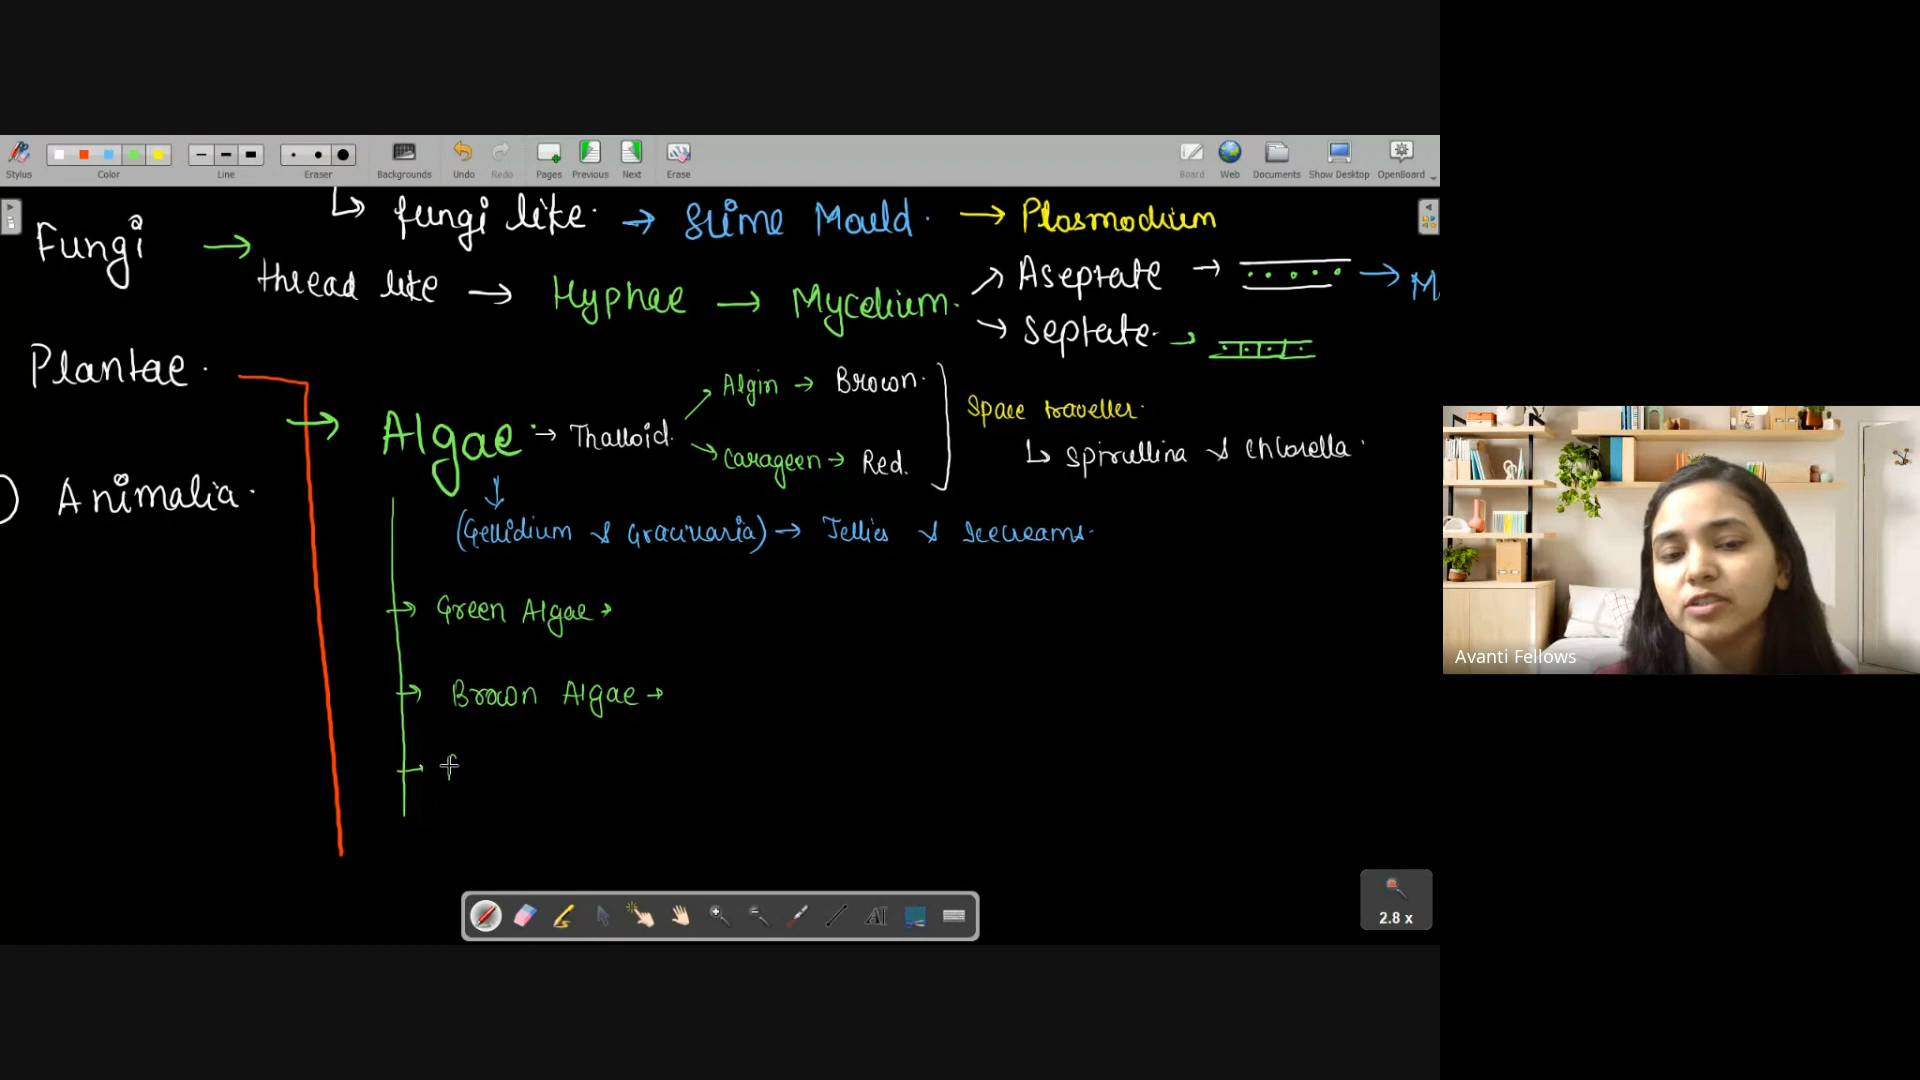 Stylus Color Line Eraser Backgrounds Undo Redo Pages Previous Next Erase Board Web Documents Show Desktop OpenBoard
fungi like → Slime Mould → Plasmodium
Fungi →
thread like → Hyphae → Mycelium
Aseptate → → M
Septate →
Plantae
Algae → Thalloid
Algin → Brown
Carageen → Red
Space traveller
Spirullina & Chlorella
Animalia
(Gellidium & Gracillaria) → Jellies & Icecreams
Green Algae →
Brown Algae →
Avanti Fellows
2.8 x